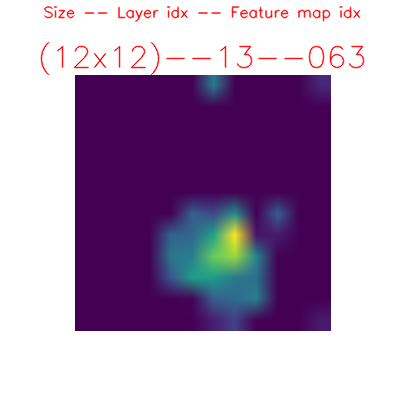 Size -- Layer idx -- Feature map idx
(12x12)--13--063